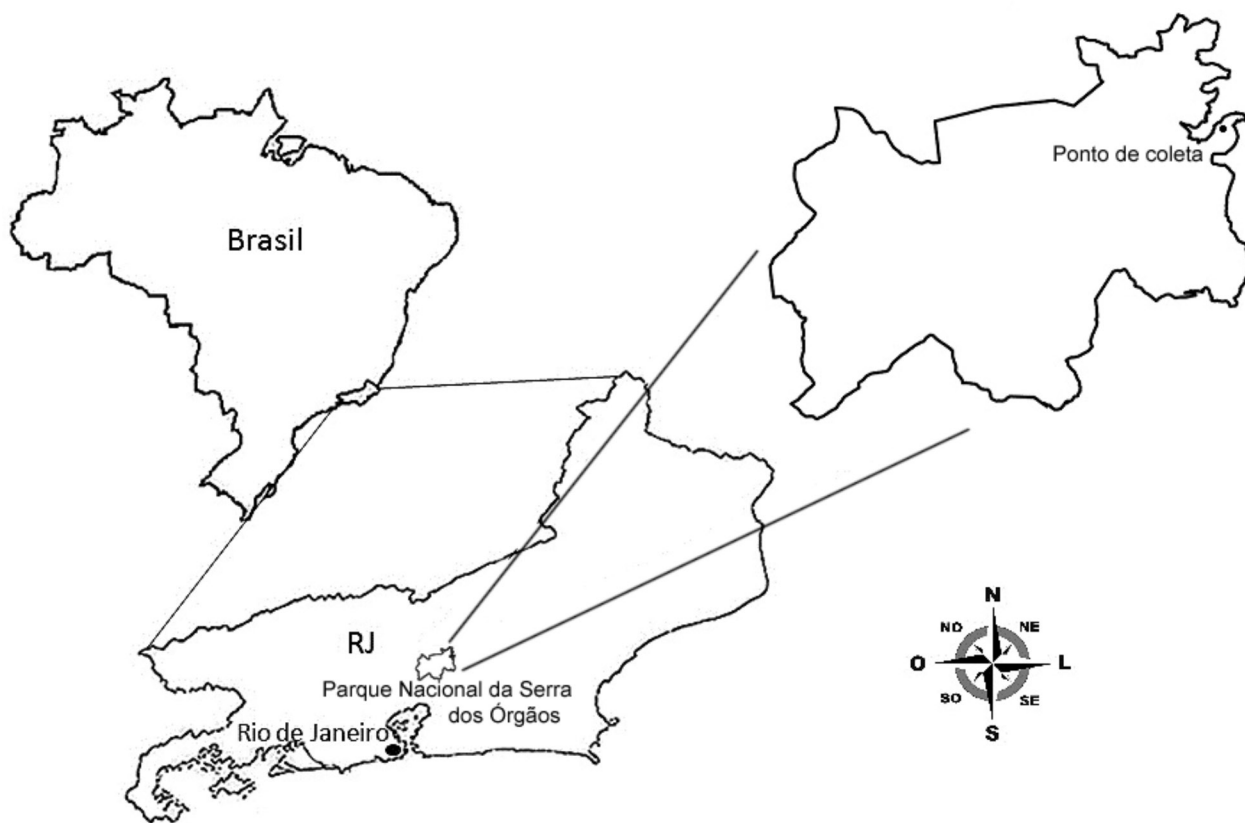 Brasil
Ponto de coleta
RJ
Parque Nacional da Serra
dos Órgãos
Rio de Janeiro
N
NO
NE
O
L
SO
SE
S